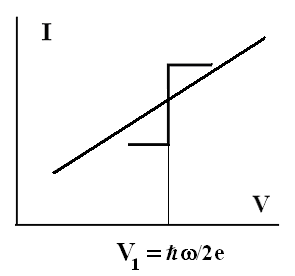 I
V
V₁ = ħω/2e